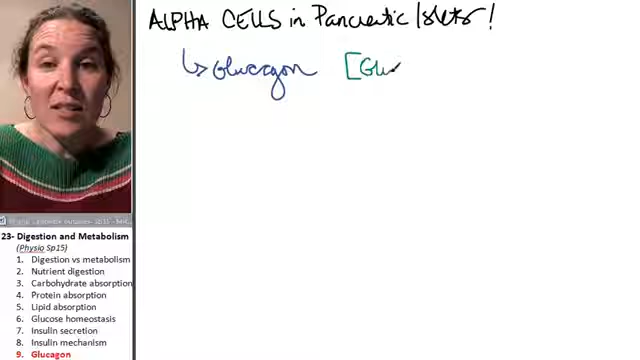 ALPHA CELLS in Pancreatic Islets!
↳ Glucagon [Glu
23- Digestion and Metabolism
(Physio Sp15)
1. Digestion vs metabolism
2. Nutrient digestion
3. Carbohydrate absorption
4. Protein absorption
5. Lipid absorption
6. Glucose homeostasis
7. Insulin secretion
8. Insulin mechanism
9. Glucagon